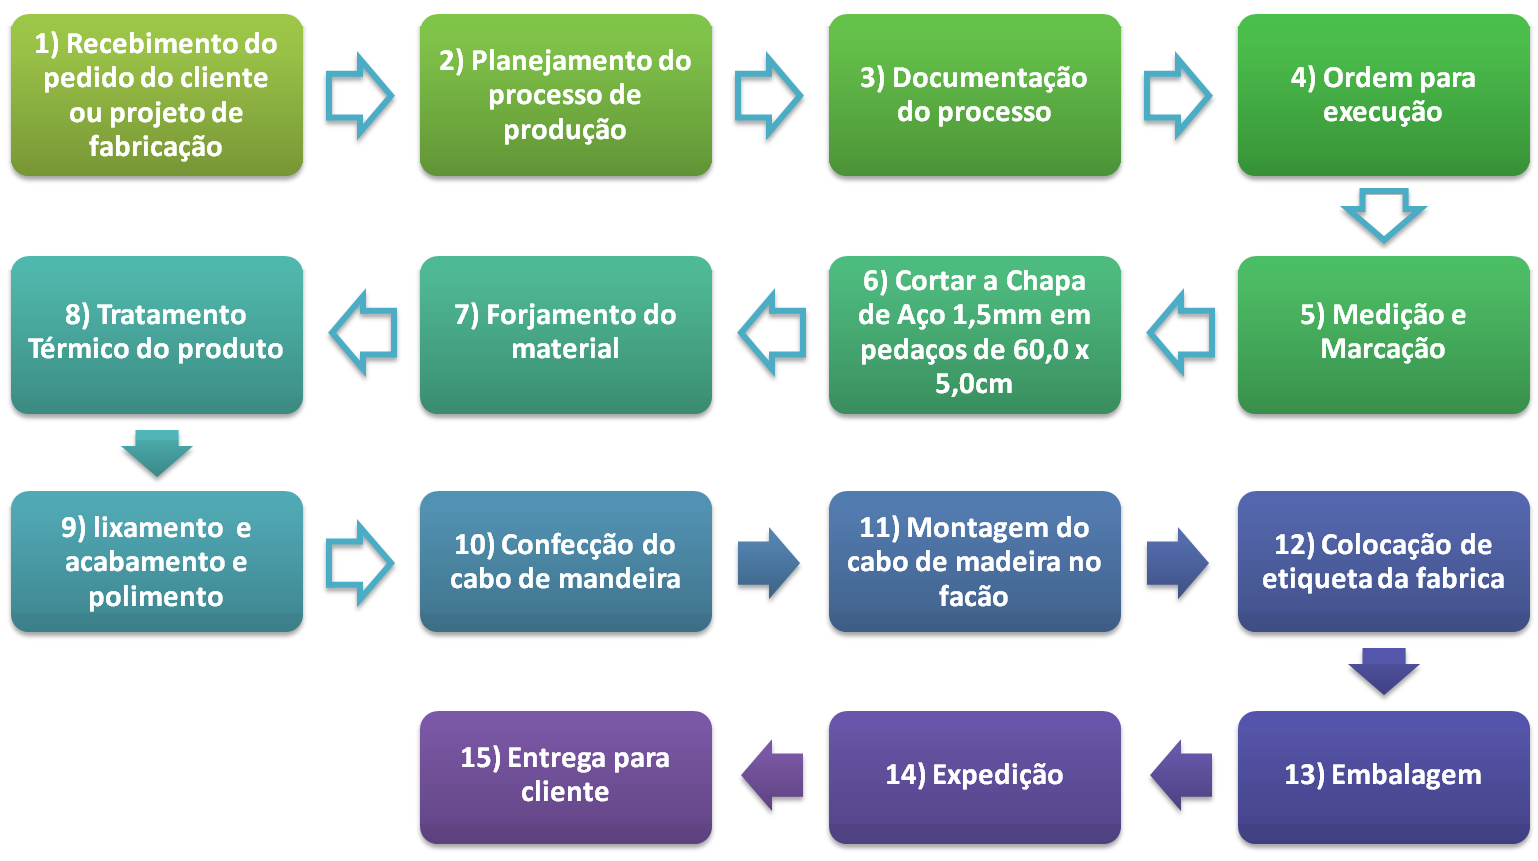 1) Recebimento do
pedido do cliente
ou projeto de
fabricação
2) Planejamento do
processo de
produção
3) Documentação
do processo
4) Ordem para
execução
5) Medição e
Marcação
6) Cortar a Chapa
de Aço 1,5mm em
pedaços de 60,0 x
5,0cm
7) Forjamento do
material
8) Tratamento
Térmico do produto
9) lixamento  e
acabamento e
polimento
10) Confecção do
cabo de mandeira
11) Montagem do
cabo de madeira no
facão
12) Colocação de
etiqueta da fabrica
13) Embalagem
14) Expedição
15) Entrega para
cliente